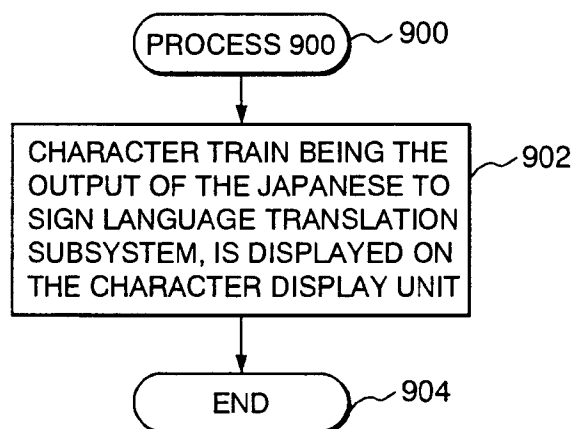 PROCESS 900
900
CHARACTER TRAIN BEING THE
OUTPUT OF THE JAPANESE TO
SIGN LANGUAGE TRANSLATION
SUBSYSTEM, IS DISPLAYED ON
THE CHARACTER DISPLAY UNIT
902
END
904